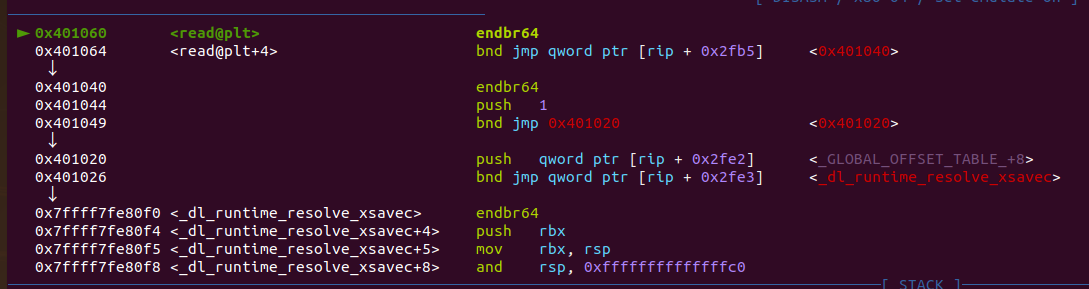 [ DISASM / x86-64 / set emulate on ]
► 0x401060 <read@plt> endbr64
0x401064 <read@plt+4> bnd jmp qword ptr [rip + 0x2fb5] <0x401040>
↓
0x401040 endbr64
0x401044 push 1
0x401049 bnd jmp 0x401020 <0x401020>
↓
0x401020 push qword ptr [rip + 0x2fe2] <_GLOBAL_OFFSET_TABLE_+8>
0x401026 bnd jmp qword ptr [rip + 0x2fe3] <_dl_runtime_resolve_xsavec>
↓
0x7ffff7fe80f0 <_dl_runtime_resolve_xsavec> endbr64
0x7ffff7fe80f4 <_dl_runtime_resolve_xsavec+4> push rbx
0x7ffff7fe80f5 <_dl_runtime_resolve_xsavec+5> mov rbx, rsp
0x7ffff7fe80f8 <_dl_runtime_resolve_xsavec+8> and rsp, 0xffffffffffffffc0
[ STACK ]